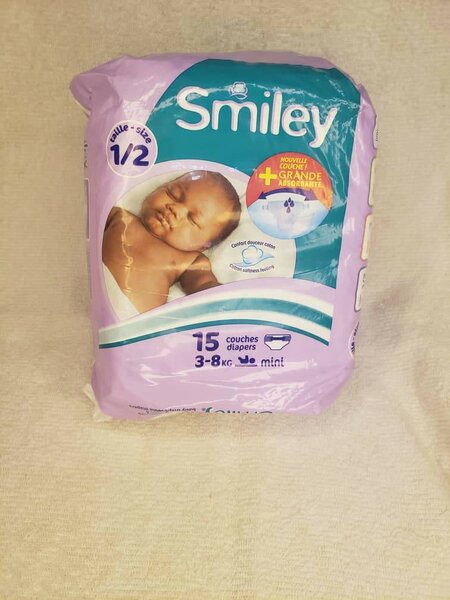 Smiley
taille - size
1/2
NOUVELLE
COUCHE !
+ GRANDE
ABSORBANTE
Confort douceur coton
Cotton softness feeling
15 couches
diapers
3-8 KG mini